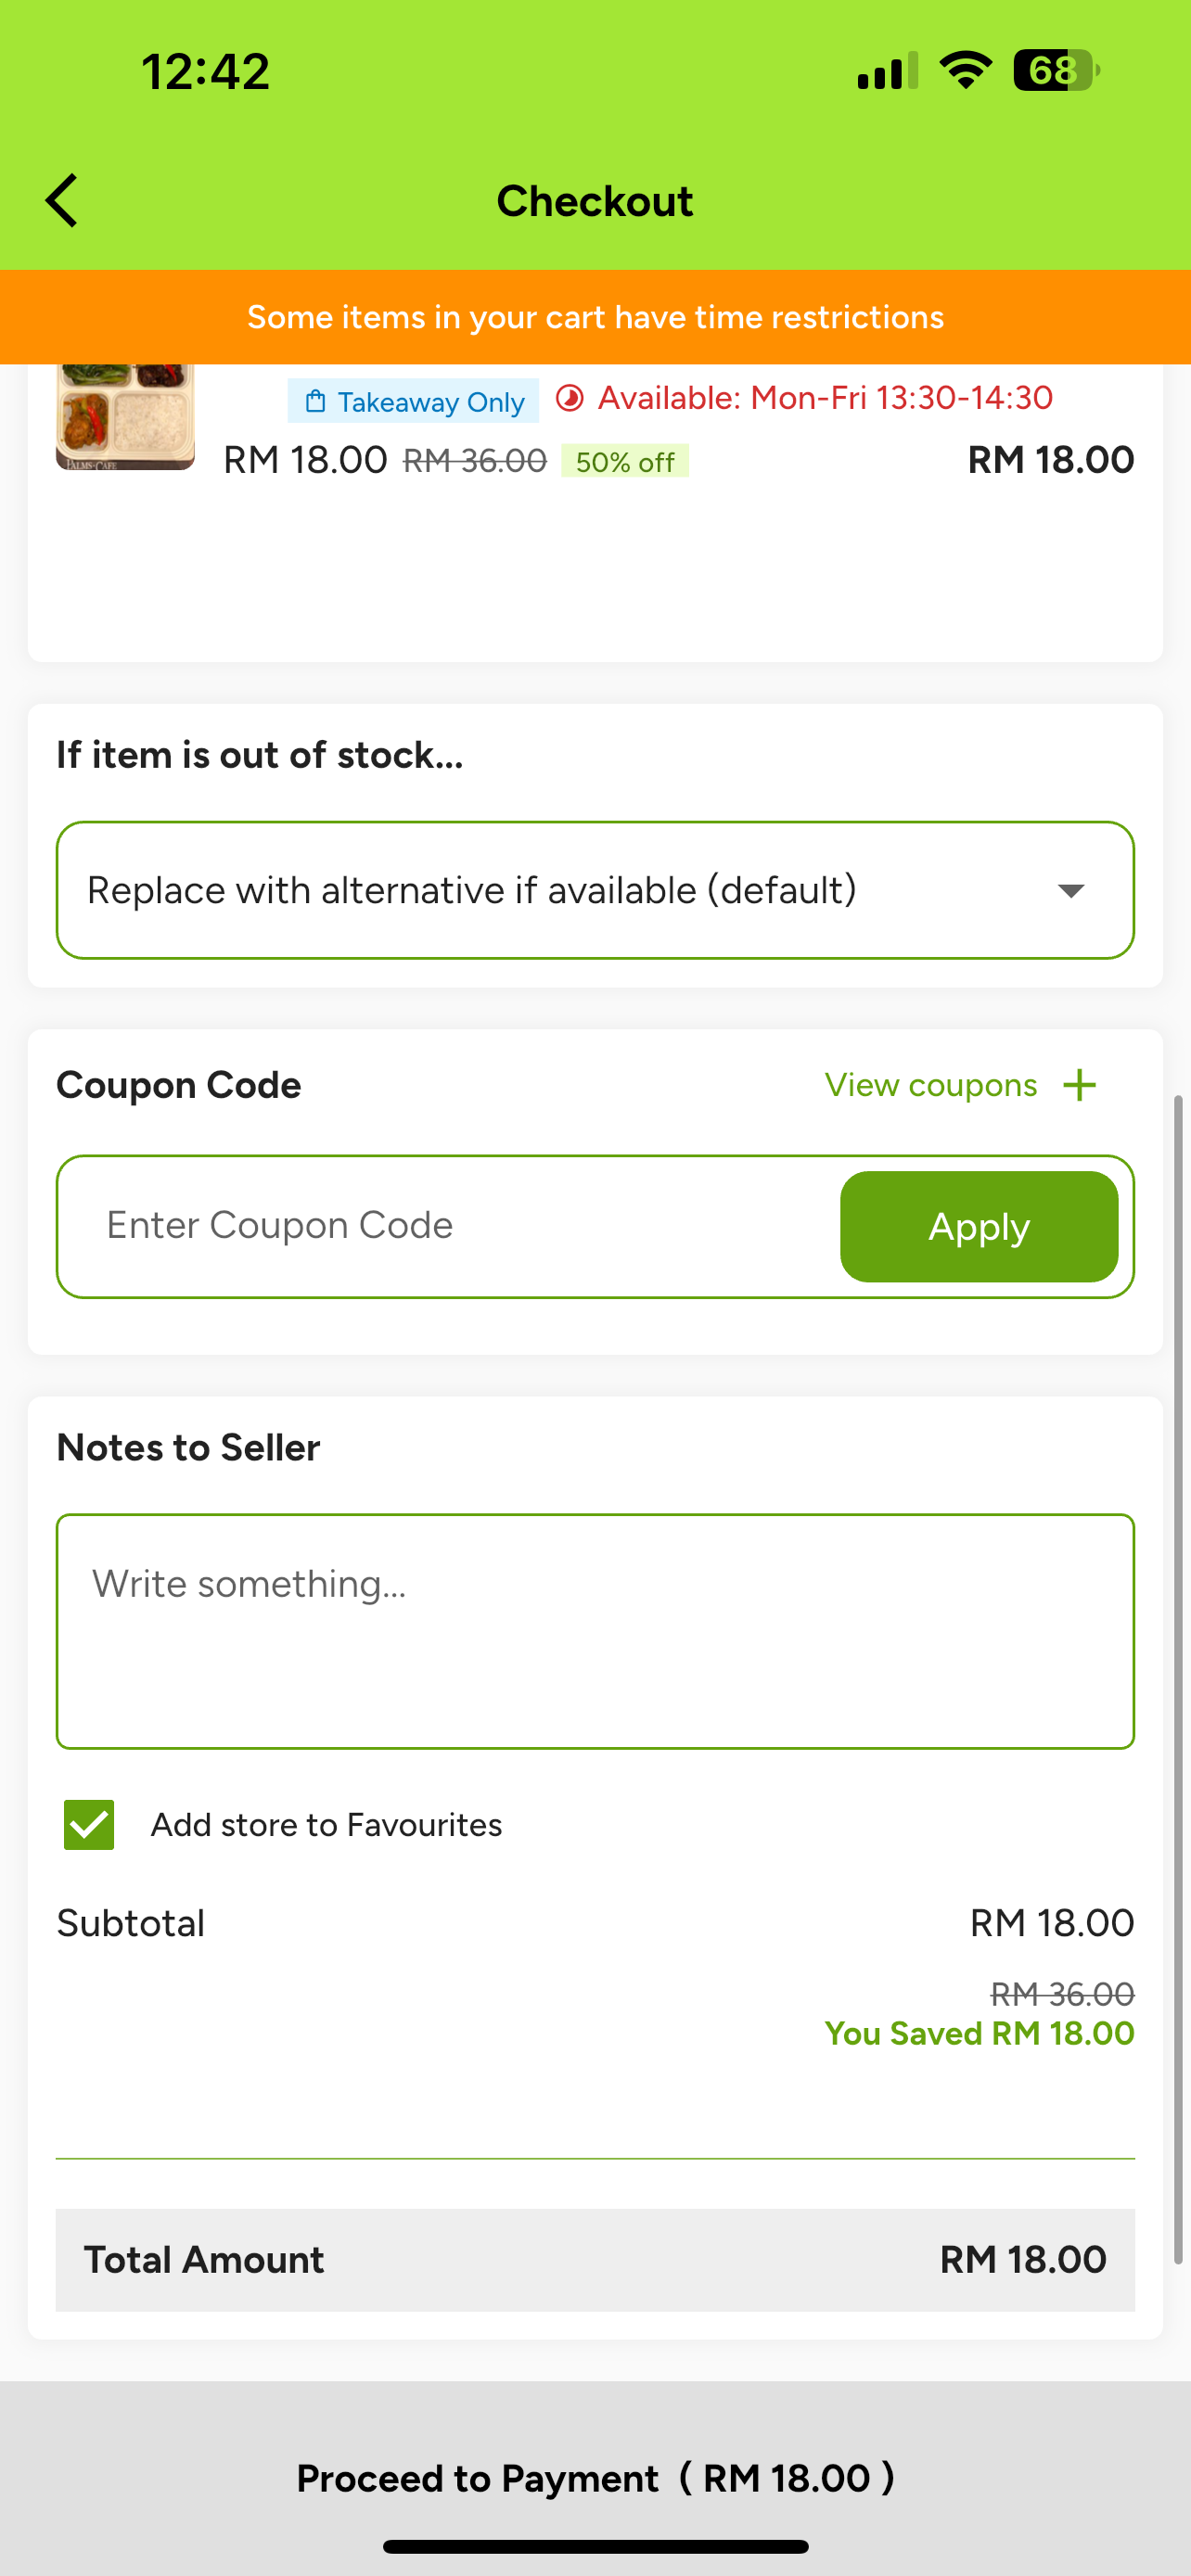 12:42
68
Checkout
Some items in your cart have time restrictions
Takeaway Only Available: Mon-Fri 13:30-14:30
PALMS-CAFE
RM 18.00 RM 36.00 50% off RM 18.00
If item is out of stock...
Replace with alternative if available (default)
Coupon Code View coupons +
Enter Coupon Code Apply
Notes to Seller
Write something...
Add store to Favourites
Subtotal RM 18.00
RM 36.00
You Saved RM 18.00
Total Amount RM 18.00
Proceed to Payment ( RM 18.00 )